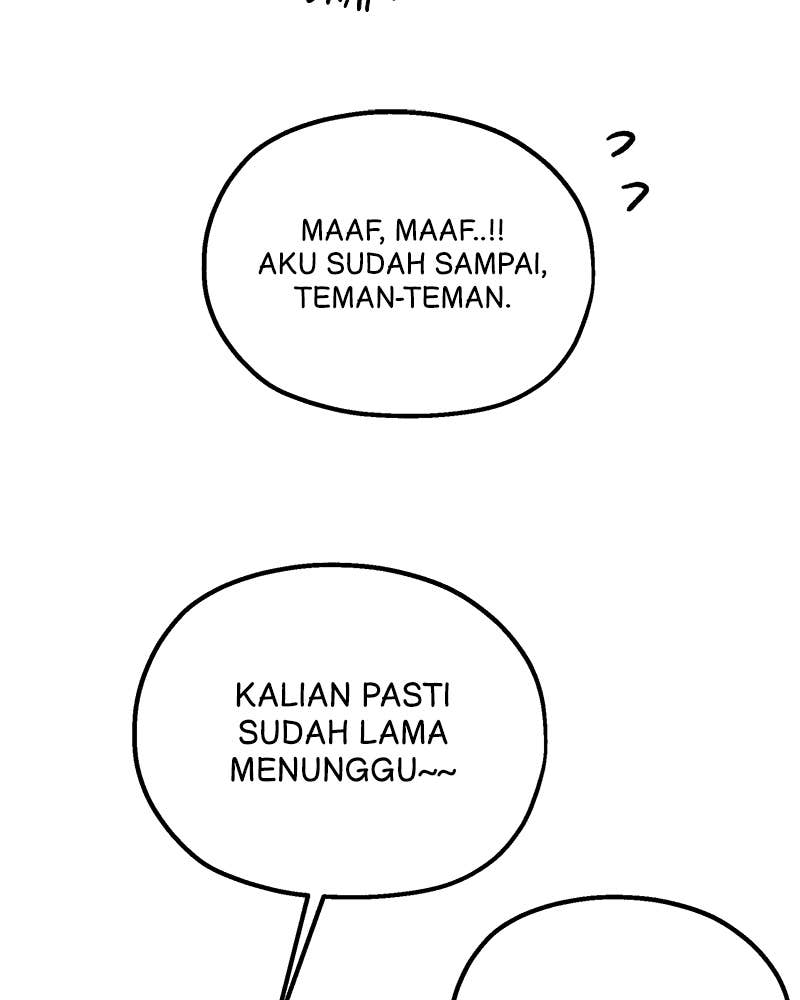 MAAF, MAAF..!!
AKU SUDAH SAMPAI,
TEMAN-TEMAN.
KALIAN PASTI
SUDAH LAMA
MENUNGGU~~